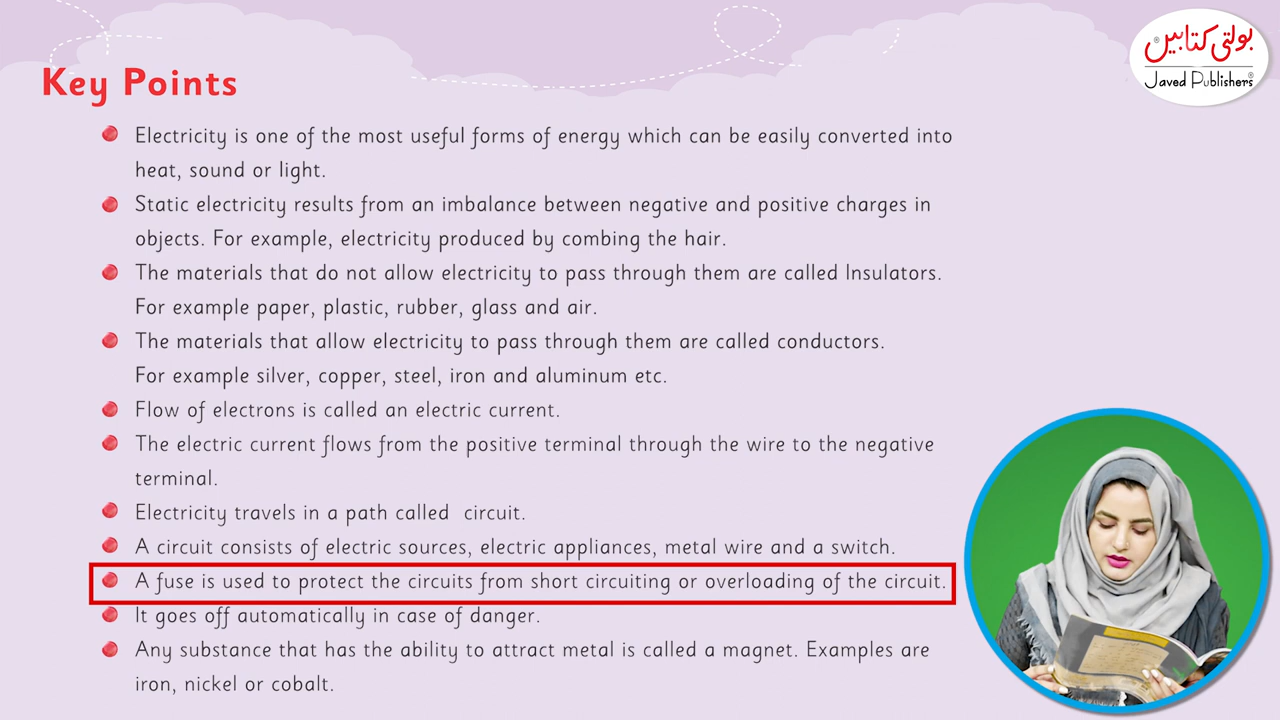 بولتی کتابیں
Javed Publishers
Key Points
Electricity is one of the most useful forms of energy which can be easily converted into
heat, sound or light.
Static electricity results from an imbalance between negative and positive charges in
objects. For example, electricity produced by combing the hair.
The materials that do not allow electricity to pass through them are called Insulators.
For example paper, plastic, rubber, glass and air.
The materials that allow electricity to pass through them are called conductors.
For example silver, copper, steel, iron and aluminum etc.
Flow of electrons is called an electric current.
The electric current flows from the positive terminal through the wire to the negative
terminal.
Electricity travels in a path called circuit.
A circuit consists of electric sources, electric appliances, metal wire and a switch.
A fuse is used to protect the circuits from short circuiting or overloading of the circuit.
It goes off automatically in case of danger.
Any substance that has the ability to attract metal is called a magnet. Examples are
iron, nickel or cobalt.